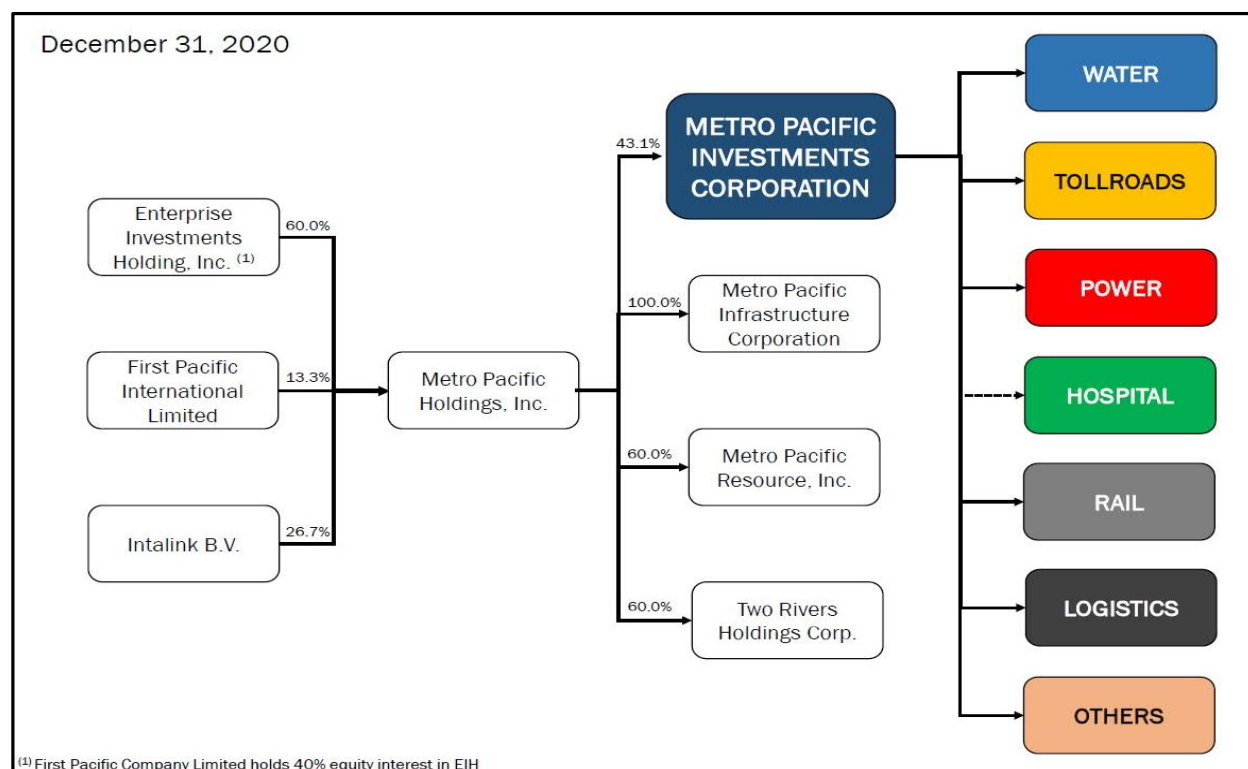 December 31, 2020
Enterprise
Investments
Holding, Inc. (1)
60.0%
First Pacific
International
Limited
13.3%
Intalink B.V.
26.7%
Metro Pacific
Holdings, Inc.
43.1%
METRO PACIFIC
INVESTMENTS
CORPORATION
100.0%
Metro Pacific
Infrastructure
Corporation
60.0%
Metro Pacific
Resource, Inc.
60.0%
Two Rivers
Holdings Corp.
WATER
TOLLROADS
POWER
HOSPITAL
RAIL
LOGISTICS
OTHERS
(1) First Pacific Company Limited holds 40% equity interest in EIH